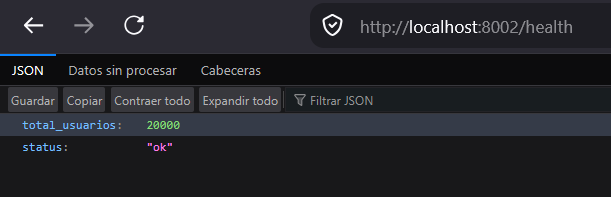 http://localhost:8002/health
JSON Datos sin procesar Cabeceras
Guardar Copiar Contraer todo Expandir todo Filtrar JSON
total_usuarios: 20000
status: "ok"